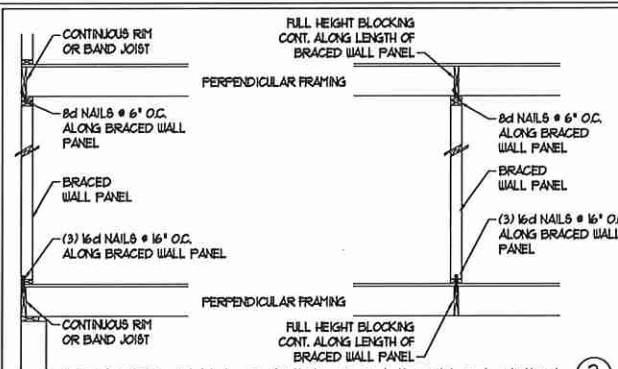 CONTINUOUS RIM
OR BAND JOIST
FULL HEIGHT BLOCKING
CONT. ALONG LENGTH OF
BRACED WALL PANEL
PERPENDICULAR FRAMING
8d NAILS @ 6" O.C.
ALONG BRACED WALL
PANEL
8d NAILS @ 6" O.C.
ALONG BRACED
WALL PANEL
BRACED
WALL PANEL
BRACED
WALL PANEL
(3) 16d NAILS @ 16" O.C.
ALONG BRACED WALL PANEL
(3) 16d NAILS @ 16"
ALONG BRACED WALL
PANEL
PERPENDICULAR FRAMING
CONTINUOUS RIM
OR BAND JOIST
FULL HEIGHT BLOCKING
CONT. ALONG LENGTH OF
BRACED WALL PANEL